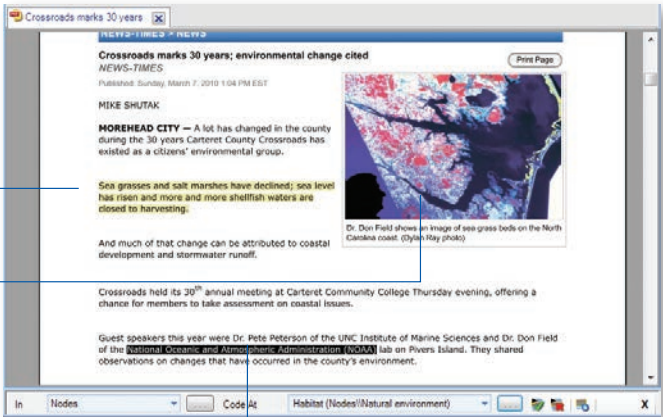 Crossroads marks 30 years
NEWS-TIMES > NEWS
Crossroads marks 30 years; environmental change cited
NEWS-TIMES
Published: Sunday, March 7, 2010 1:04 PM EST
Print Page
MIKE SHUTAK
MOREHEAD CITY — A lot has changed in the county
during the 30 years Carteret County Crossroads has
existed as a citizens' environmental group.
Sea grasses and salt marshes have declined; sea level
has risen and more and more shellfish waters are
closed to harvesting.
Dr. Don Field shows an image of sea grass beds on the North
Carolina coast. (Dylan Ray photo)
And much of that change can be attributed to coastal
development and stormwater runoff.
Crossroads held its 30th annual meeting at Carteret Community College Thursday evening, offering a
chance for members to take assessment on coastal issues.
Guest speakers this year were Dr. Pete Peterson of the UNC Institute of Marine Sciences and Dr. Don Field
of the National Oceanic and Atmospheric Administration (NOAA) lab on Pivers Island. They shared
observations on changes that have occurred in the county's environment.
In Nodes ... Code At Habitat (Nodes\\Natural environment) ... X